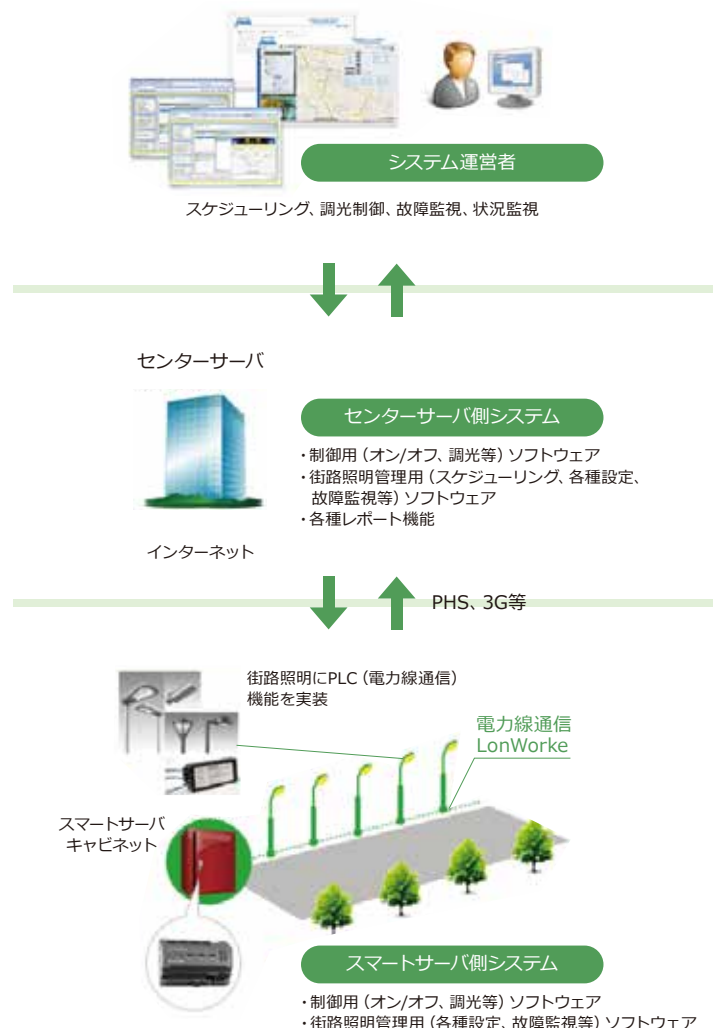 システム運営者
スケジューリング、調光制御、故障監視、状況監視
センターサーバ
センターサーバ側システム
・制御用（オン/オフ、調光等）ソフトウェア
・街路照明管理用（スケジューリング、各種設定、
故障監視等）ソフトウェア
・各種レポート機能
インターネット
PHS、3G等
街路照明にPLC（電力線通信）
機能を実装
電力線通信
LonWorke
スマートサーバ
キャビネット
スマートサーバ側システム
・制御用（オン/オフ、調光等）ソフトウェア
・街路照明管理用（各種設定、故障監視等）ソフトウェア